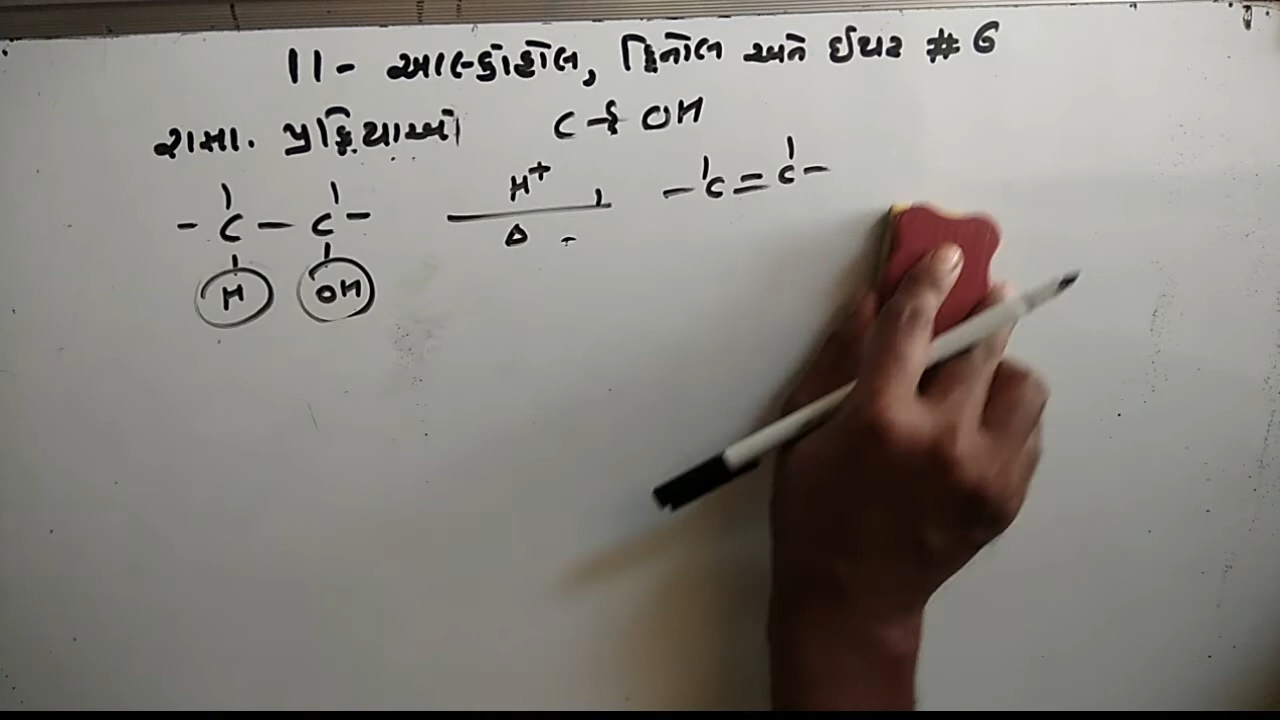 11 - આલ્કોહોલ, ફિનોલ અને ઈથર # 6
રાસા. પ્રક્રિયાઓ C ⌇ OH
- C - C - H⁺ Δ - C = C -
H OH